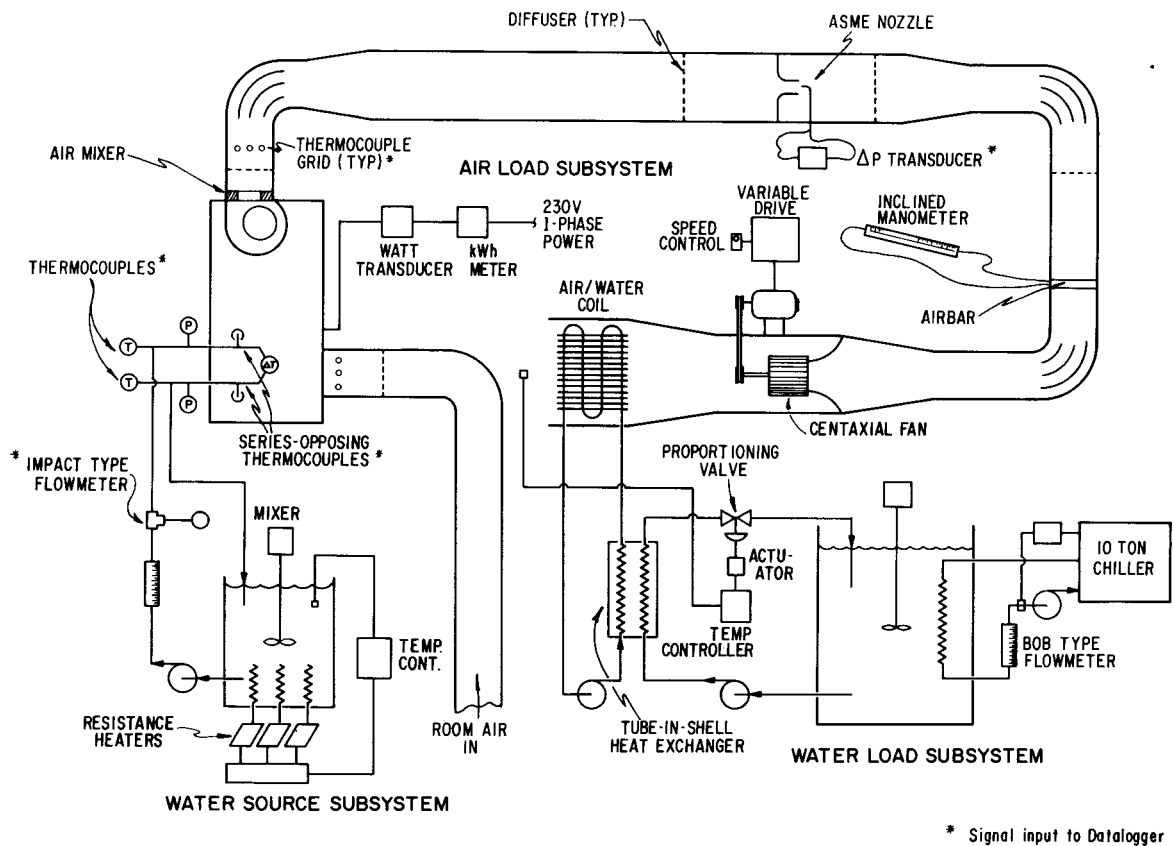 DIFFUSER (TYP.)
ASME NOZZLE
THERMOCOUPLE
GRID (TYP) *
AIR MIXER
AIR LOAD SUBSYSTEM
ΔP TRANSDUCER *
VARIABLE
DRIVE
INCLINED
MANOMETER
230V
1-PHASE
POWER
SPEED
CONTROL
WATT
TRANSDUCER
kWh
METER
THERMOCOUPLES *
AIR/WATER
COIL
AIRBAR
P
T
ΔT
T
P
CENTAXIAL FAN
SERIES-OPPOSING
THERMOCOUPLES *
* IMPACT TYPE
FLOWMETER
PROPORTIONING
VALVE
MIXER
ACTU-
ATOR
10 TON
CHILLER
TEMP.
CONT.
TEMP
CONTROLLER
BOB TYPE
FLOWMETER
RESISTANCE
HEATERS
ROOM AIR
IN
TUBE-IN-SHELL
HEAT EXCHANGER
WATER LOAD SUBSYSTEM
WATER SOURCE SUBSYSTEM
* Signal input to Datalogger